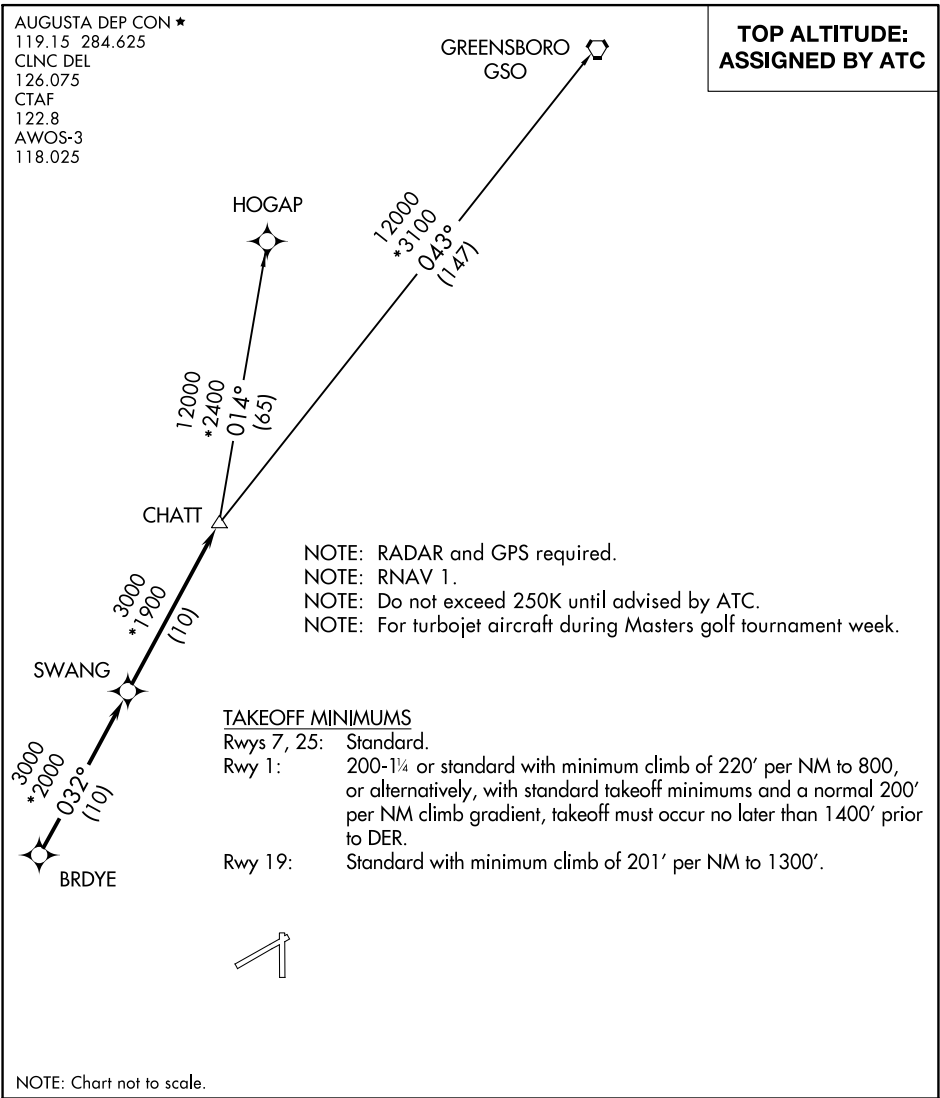 AUGUSTA DEP CON ★
119.15 284.625
CLNC DEL
126.075
CTAF
122.8
AWOS-3
118.025
TOP ALTITUDE:
ASSIGNED BY ATC
GREENSBORO
GSO
HOGAP
12000
*3100
043°
(147)
12000
*2400
014°
(65)
CHATT
3000
*1900
(10)
NOTE: RADAR and GPS required.
NOTE: RNAV 1.
NOTE: Do not exceed 250K until advised by ATC.
NOTE: For turbojet aircraft during Masters golf tournament week.
SWANG
3000
*2000
032°
(10)
BRDYE
TAKEOFF MINIMUMS
Rwys 7, 25: Standard.
Rwy 1: 200-1¼ or standard with minimum climb of 220' per NM to 800,
or alternatively, with standard takeoff minimums and a normal 200'
per NM climb gradient, takeoff must occur no later than 1400' prior
to DER.
Rwy 19: Standard with minimum climb of 201' per NM to 1300'.
NOTE: Chart not to scale.